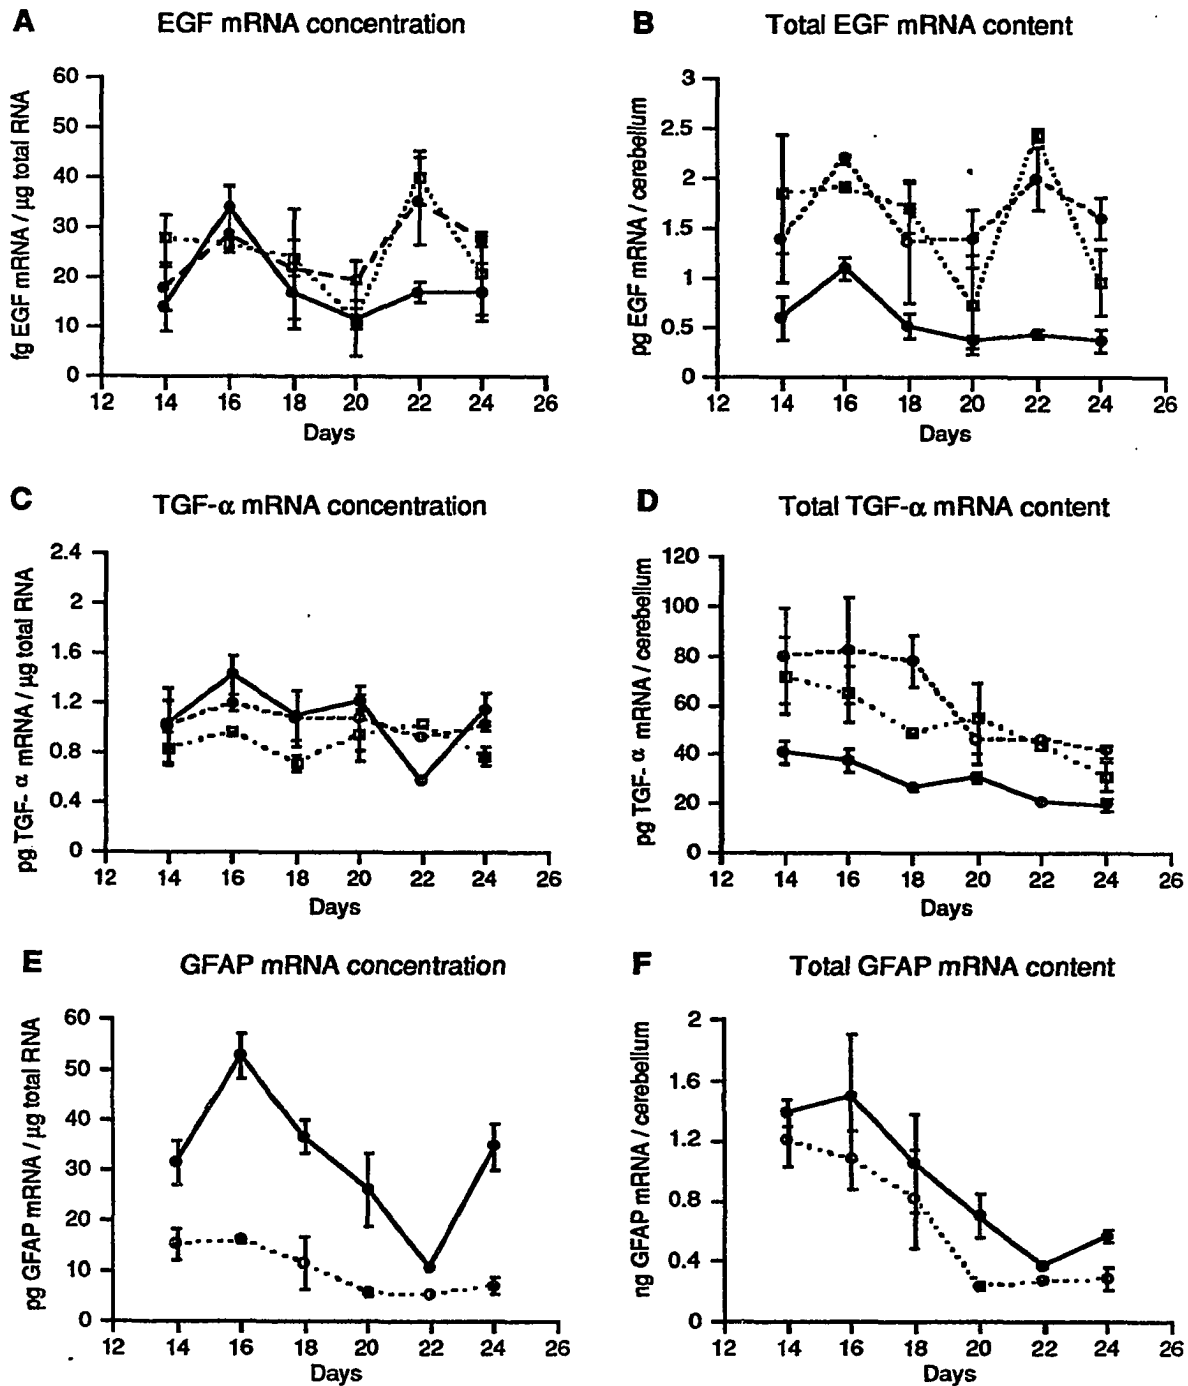 A EGF mRNA concentration
fg EGF mRNA / µg total RNA
60
50
40
30
20
10
0
12 14 16 18 20 22 24 26
Days
B Total EGF mRNA content
pg EGF mRNA / cerebellum
3
2.5
2
1.5
1
0.5
0
12 14 16 18 20 22 24 26
Days
C TGF-α mRNA concentration
pg TGF- α mRNA / µg total RNA
2.4
2
1.6
1.2
0.8
0.4
0
12 14 16 18 20 22 24 26
Days
D Total TGF-α mRNA content
pg TGF- α mRNA / cerebellum
120
100
80
60
40
20
0
12 14 16 18 20 22 24 26
Days
E GFAP mRNA concentration
pg GFAP mRNA / µg total RNA
60
50
40
30
20
10
0
12 14 16 18 20 22 24 26
Days
F Total GFAP mRNA content
ng GFAP mRNA / cerebellum
2
1.6
1.2
0.8
0.4
0
12 14 16 18 20 22 24 26
Days